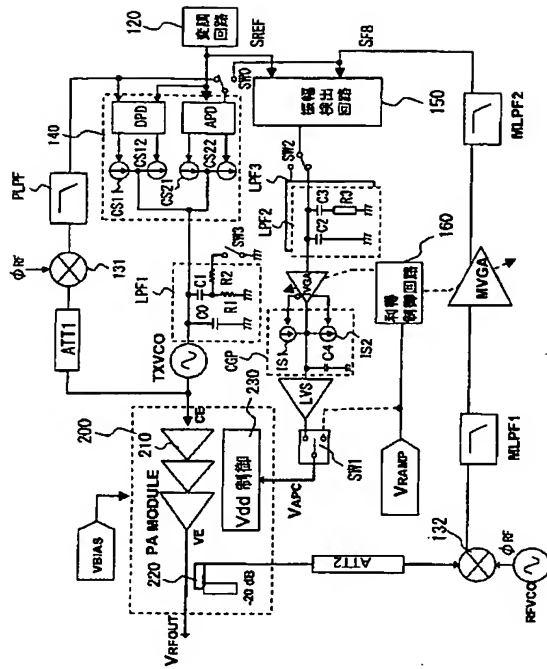 120
変調
回路
SREF
SFB
140
DPD
APD
SW0
CS1
CS12
CS21
CS22
PLPF
φRF
131
ATT1
150
振幅
検出回路
SW2
LPF3
LPF2
C2
C3
R3
MLPF2
LPF1
C0
C1
R2
R1
SW3
TXVCO
CGP
IS1
IS2
C4
160
利得
制御回路
MVGA
230
LVS
SW1
VRAMP
MLPF1
200
CE
210
PA MODULE
VE
Vdd 制御
VAPC
VBIAS
220
-20 dB
ATT2
132
φRF
RFVCO
VRFOUT